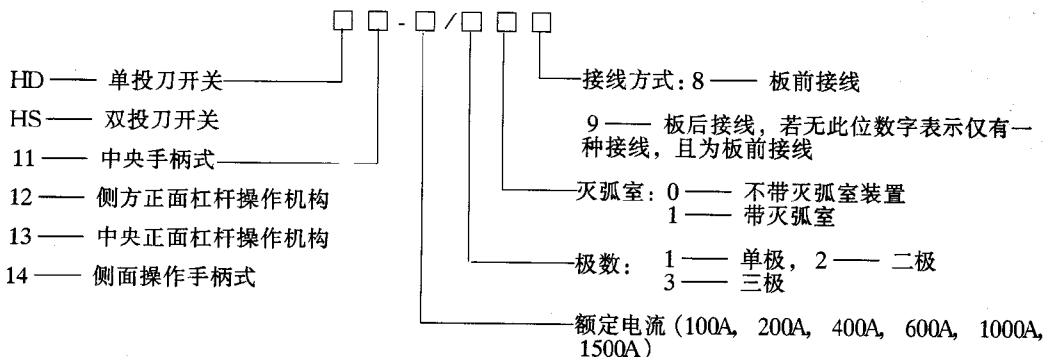 □ □ - □ / □ □ □
HD —— 单投刀开关
HS —— 双投刀开关
11 —— 中央手柄式
12 —— 侧方正面杠杆操作机构
13 —— 中央正面杠杆操作机构
14 —— 侧面操作手柄式
接线方式: 8 —— 板前接线
9 —— 板后接线, 若无此位数字表示仅有一
种接线, 且为板前接线
灭弧室: 0 —— 不带灭弧室装置
1 —— 带灭弧室
极数: 1 —— 单极, 2 —— 二极
3 —— 三极
额定电流 (100A, 200A, 400A, 600A, 1000A,
1500A)